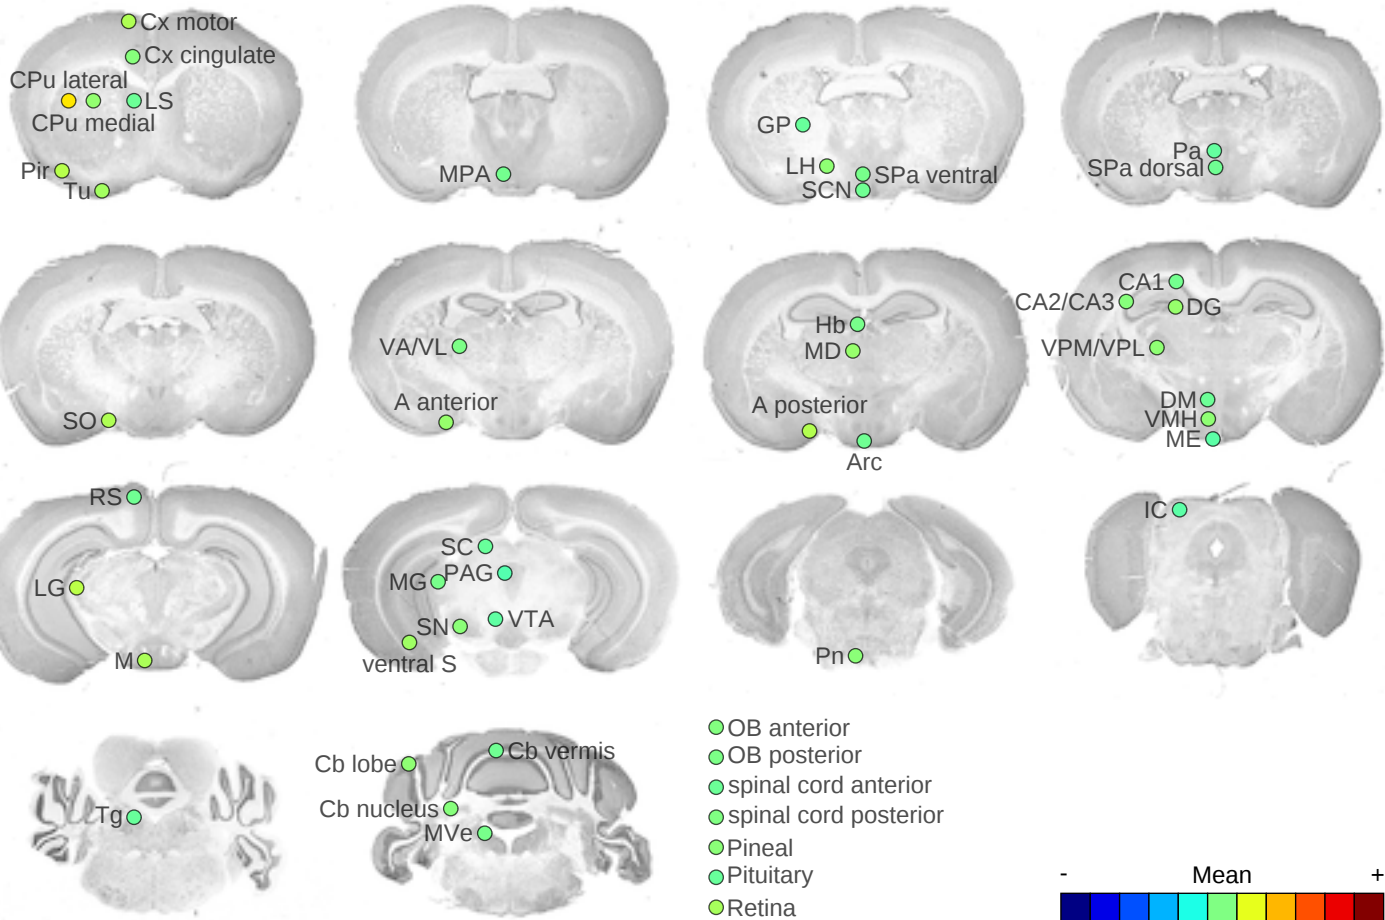 Cx motor
Cx cingulate
CPu lateral
LS
CPu medial
Pir
Tu
MPA
GP
LH
SPa ventral
SCN
Pa
SPa dorsal
SO
VA/VL
A anterior
Hb
MD
A posterior
Arc
CA1
CA2/CA3
DG
VPM/VPL
DM
VMH
ME
RS
LG
M
SC
PAG
MG
VTA
SN
ventral S
Pn
IC
Tg
Cb vermis
Cb lobe
Cb nucleus
MVe
OB anterior
OB posterior
spinal cord anterior
spinal cord posterior
Pineal
Pituitary
Retina
- Mean +